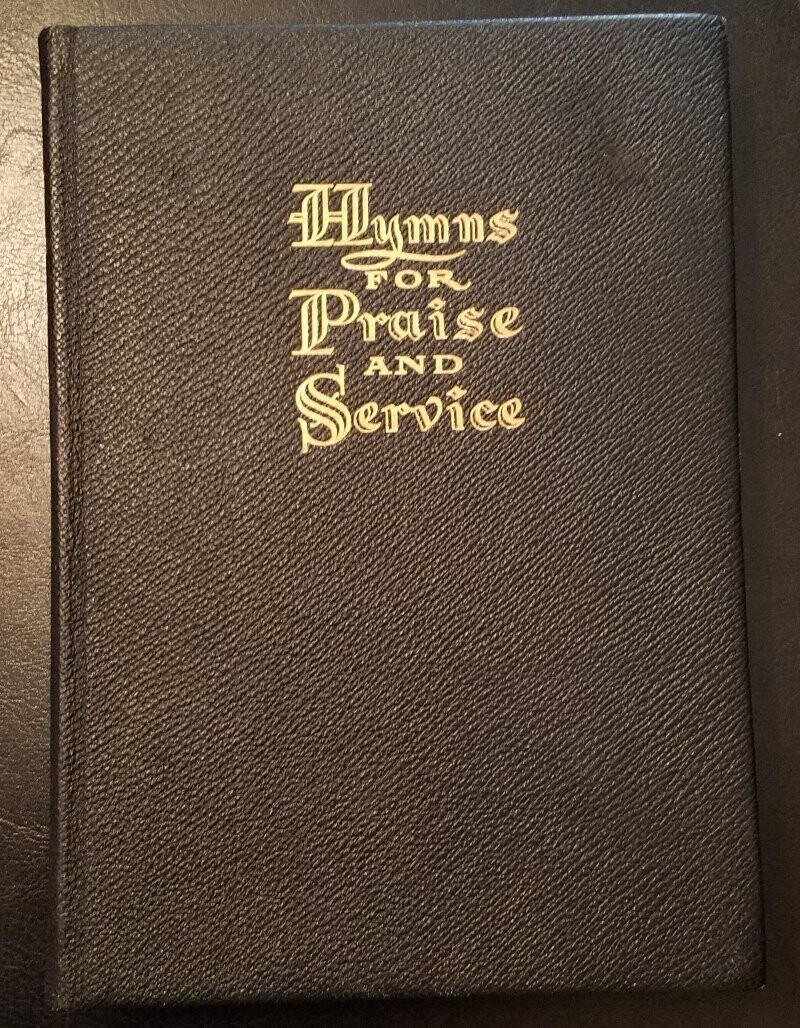 Hymns
FOR
Praise
AND
Service